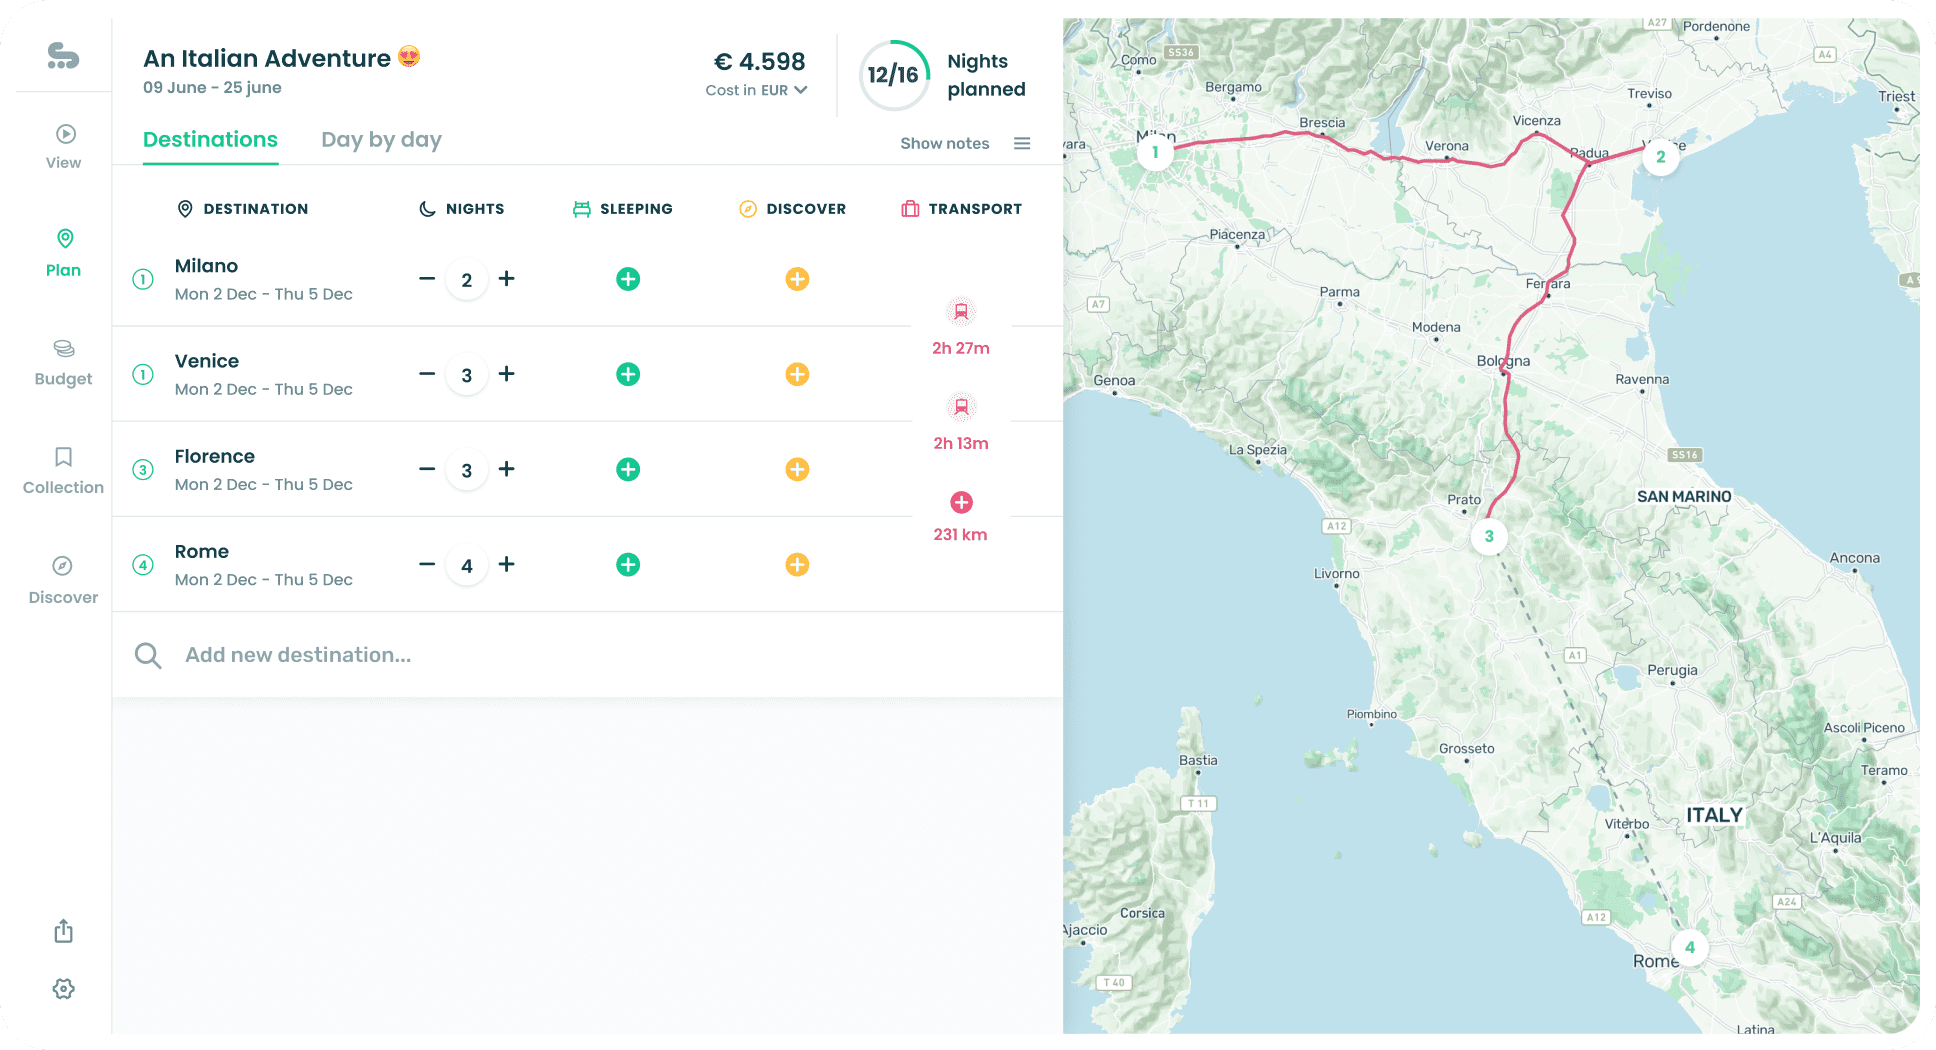 An Italian Adventure 😍
09 June - 25 june
€ 4.598
Cost in EUR
12/16
Nights
planned
Destinations
Day by day
Show notes
View
Plan
Budget
Collection
Discover
DESTINATION
NIGHTS
SLEEPING
DISCOVER
TRANSPORT
1
Milano
Mon 2 Dec - Thu 5 Dec
2
2h 27m
1
Venice
Mon 2 Dec - Thu 5 Dec
3
2h 13m
3
Florence
Mon 2 Dec - Thu 5 Dec
3
231 km
4
Rome
Mon 2 Dec - Thu 5 Dec
4
Add new destination...
A27
Pordenone
SS36
A4
Como
Bergamo
Treviso
Triest
Brescia
Vicenza
Milan
vara
1
Verona
Padua
2
Piacenza
A7
Parma
Ferrara
Modena
Bologna
Genoa
Ravenna
La Spezia
SS16
Prato
SAN MARINO
A12
3
Livorno
Ancona
A1
Perugia
Piombino
Ascoli Piceno
Grosseto
Bastia
Teramo
T 11
ITALY
Viterbo
L'Aquila
A24
Corsica
A12
Ajaccio
4
Rome
T 40
Latina